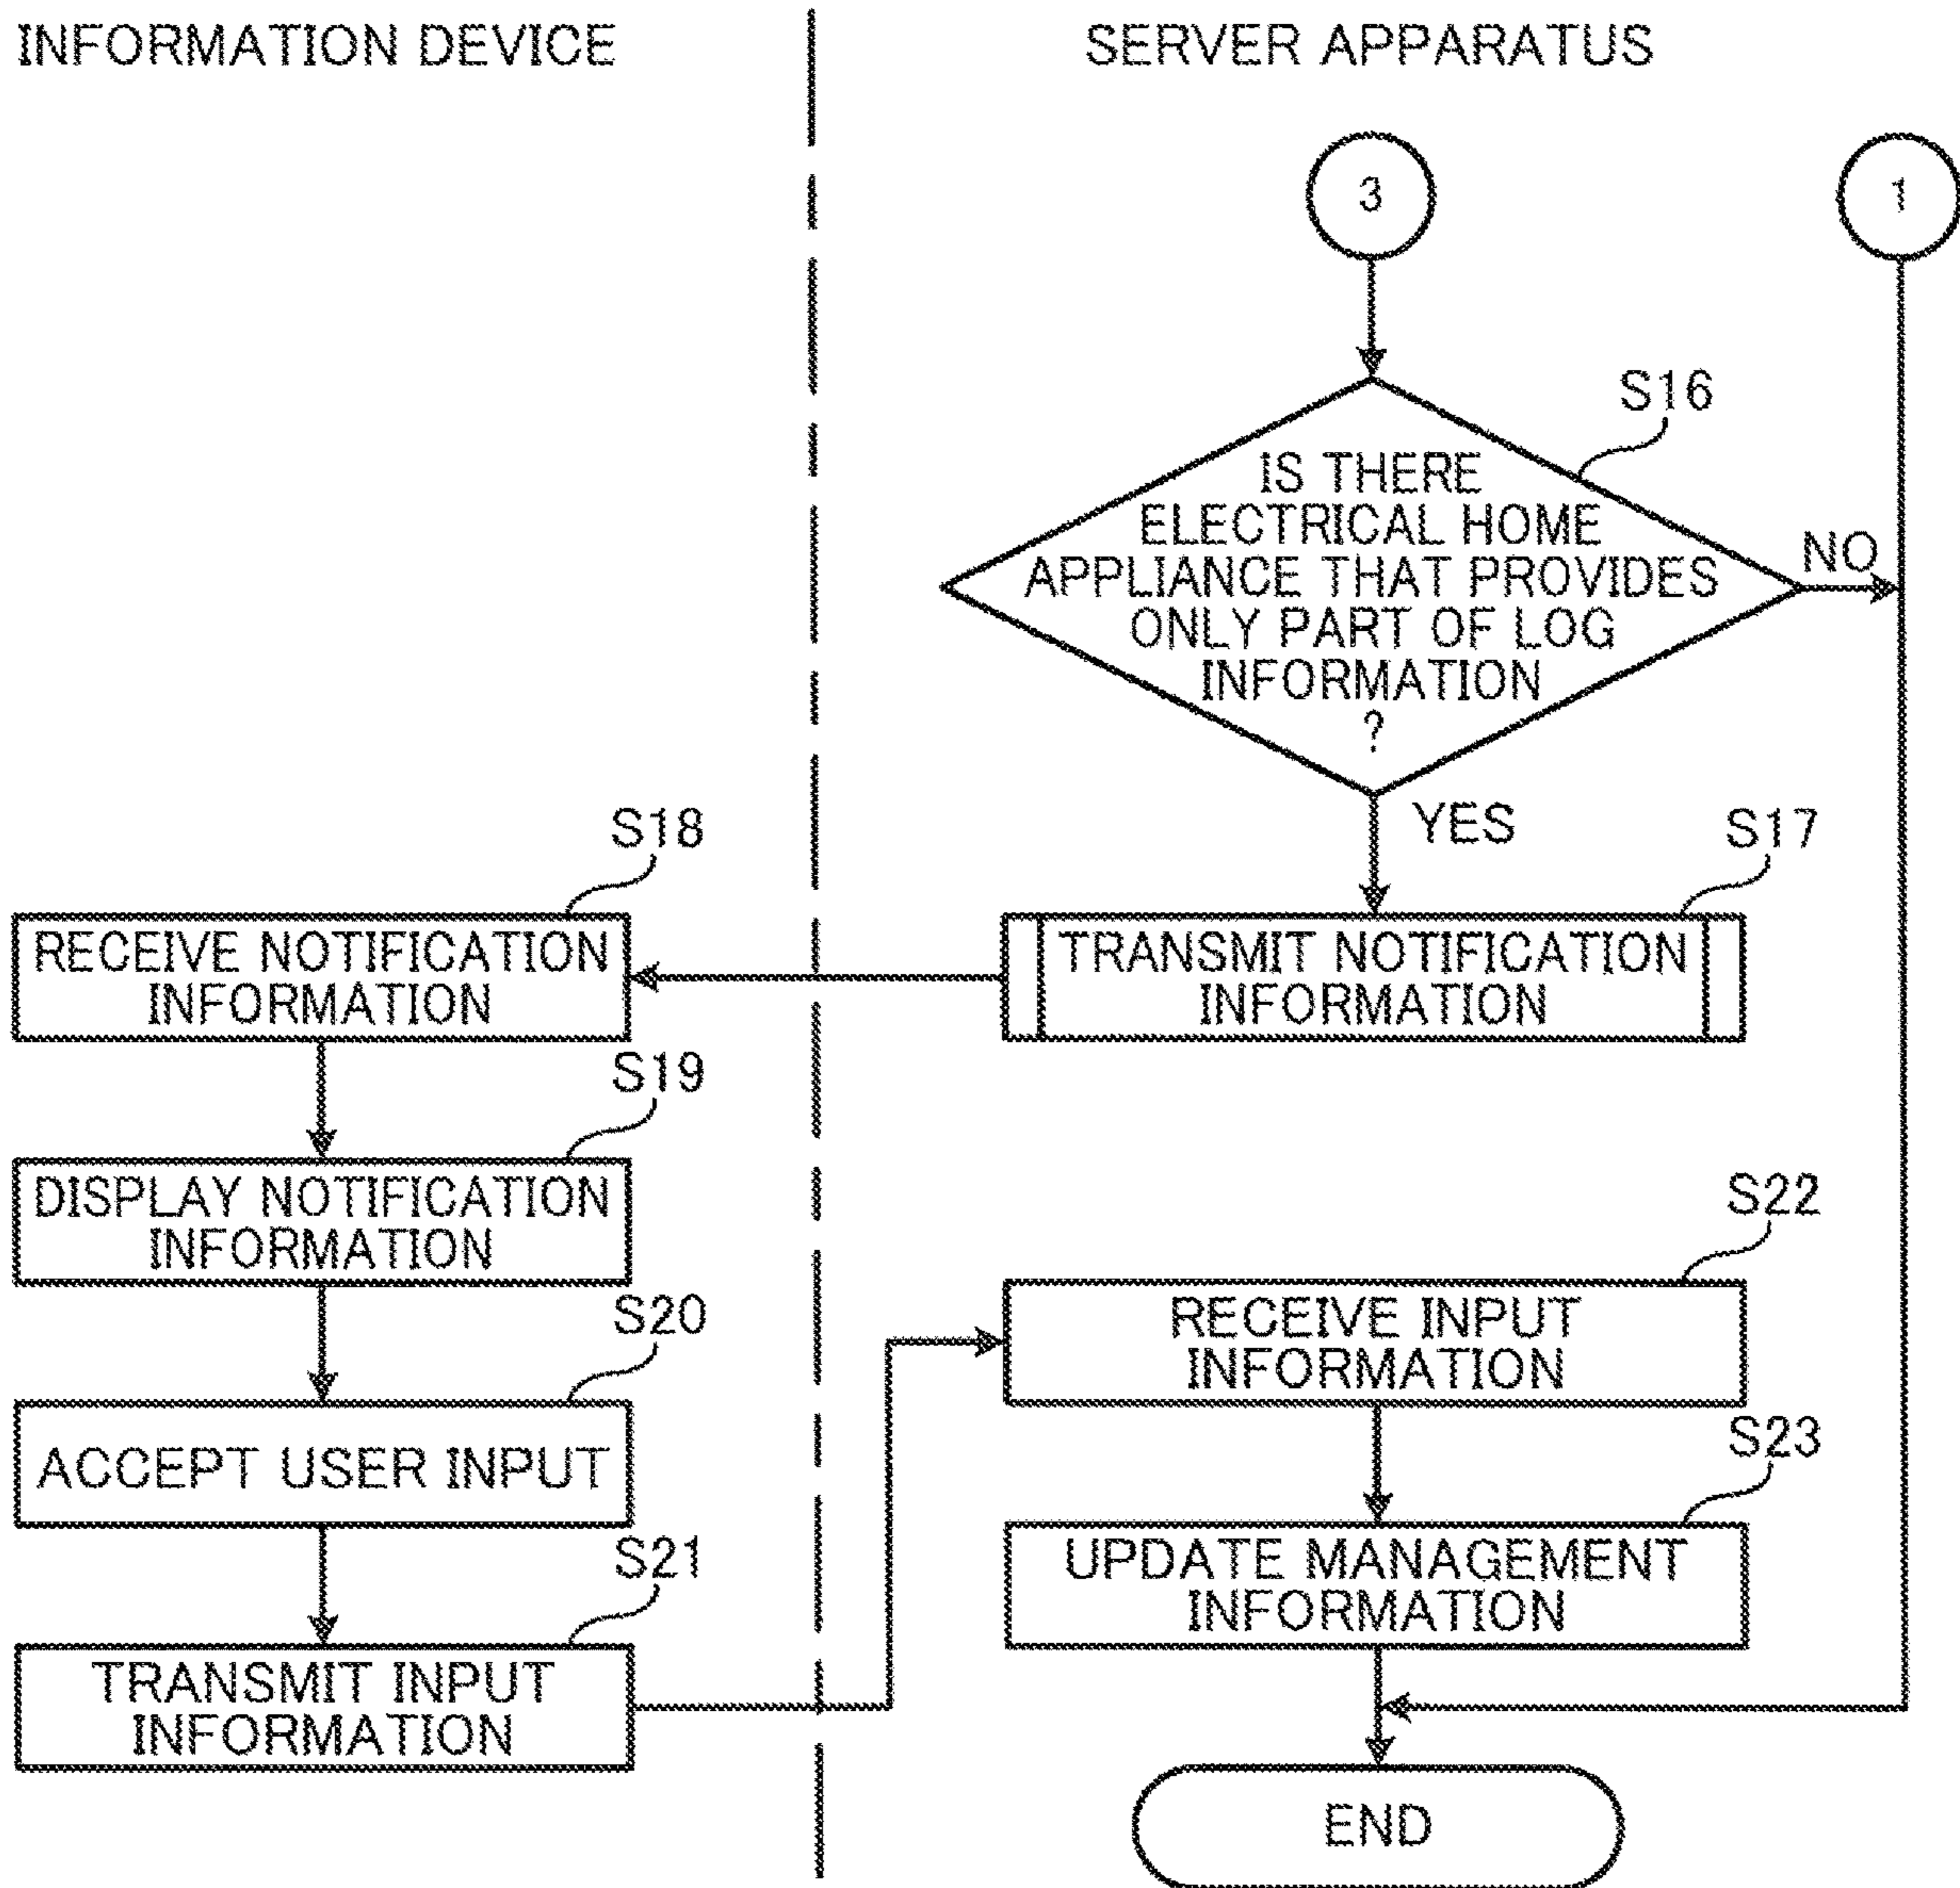 INFORMATION DEVICE
SERVER APPARATUS
3
1
S16
IS THERE
ELECTRICAL HOME
APPLIANCE THAT PROVIDES
ONLY PART OF LOG
INFORMATION
?
NO
YES
S17
TRANSMIT NOTIFICATION
INFORMATION
S18
RECEIVE NOTIFICATION
INFORMATION
S19
DISPLAY NOTIFICATION
INFORMATION
S20
ACCEPT USER INPUT
S21
TRANSMIT INPUT
INFORMATION
S22
RECEIVE INPUT
INFORMATION
S23
UPDATE MANAGEMENT
INFORMATION
END